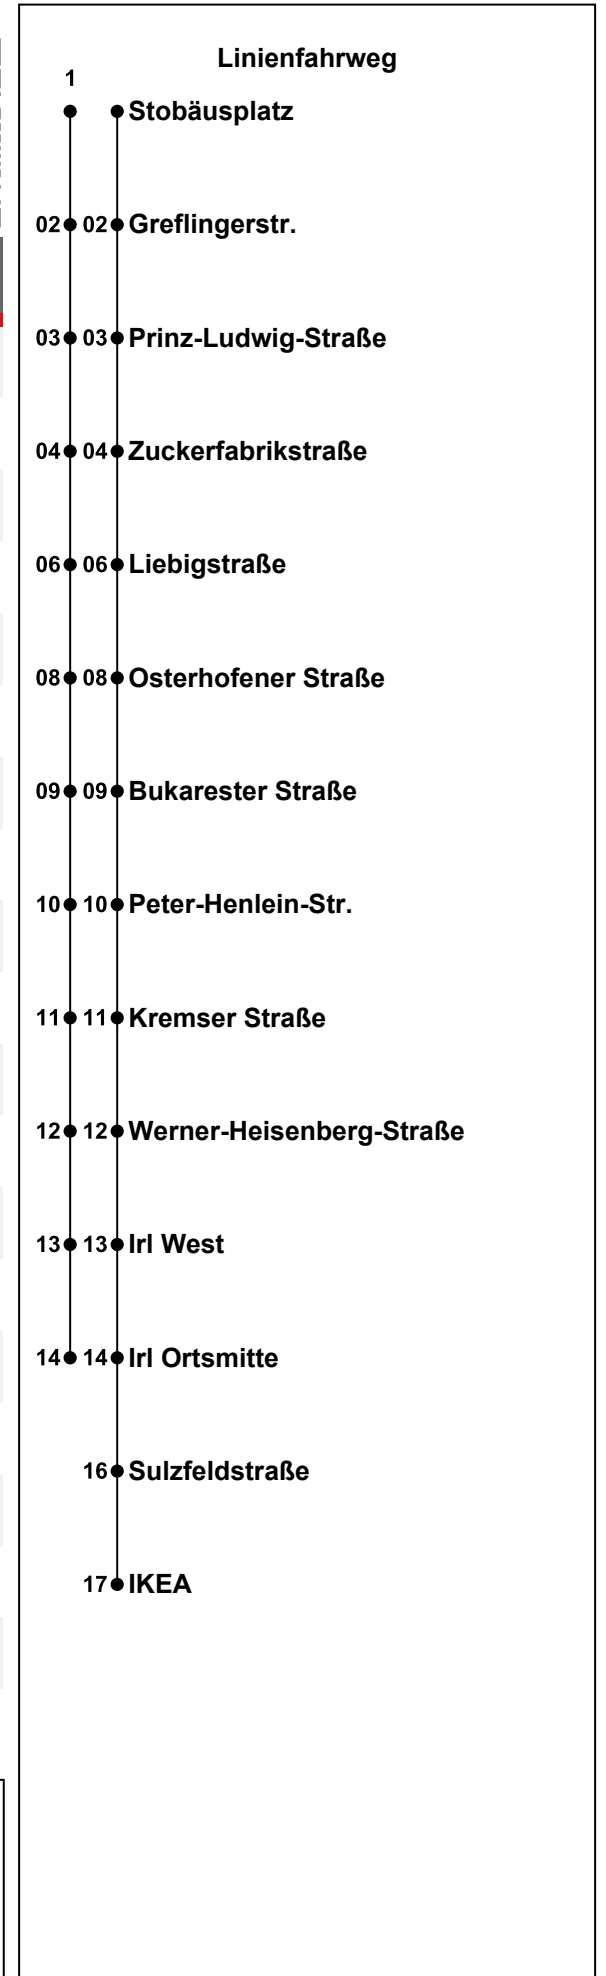 Linienfahrweg
1
Stobäusplatz
02 02 Greflingerstr.
03 03 Prinz-Ludwig-Straße
04 04 Zuckerfabrikstraße
06 06 Liebigstraße
08 08 Osterhofener Straße
09 09 Bukarester Straße
10 10 Peter-Henlein-Str.
11 11 Kremser Straße
12 12 Werner-Heisenberg-Straße
13 13 Irl West
14 14 Irl Ortsmitte
16 Sulzfeldstraße
17 IKEA